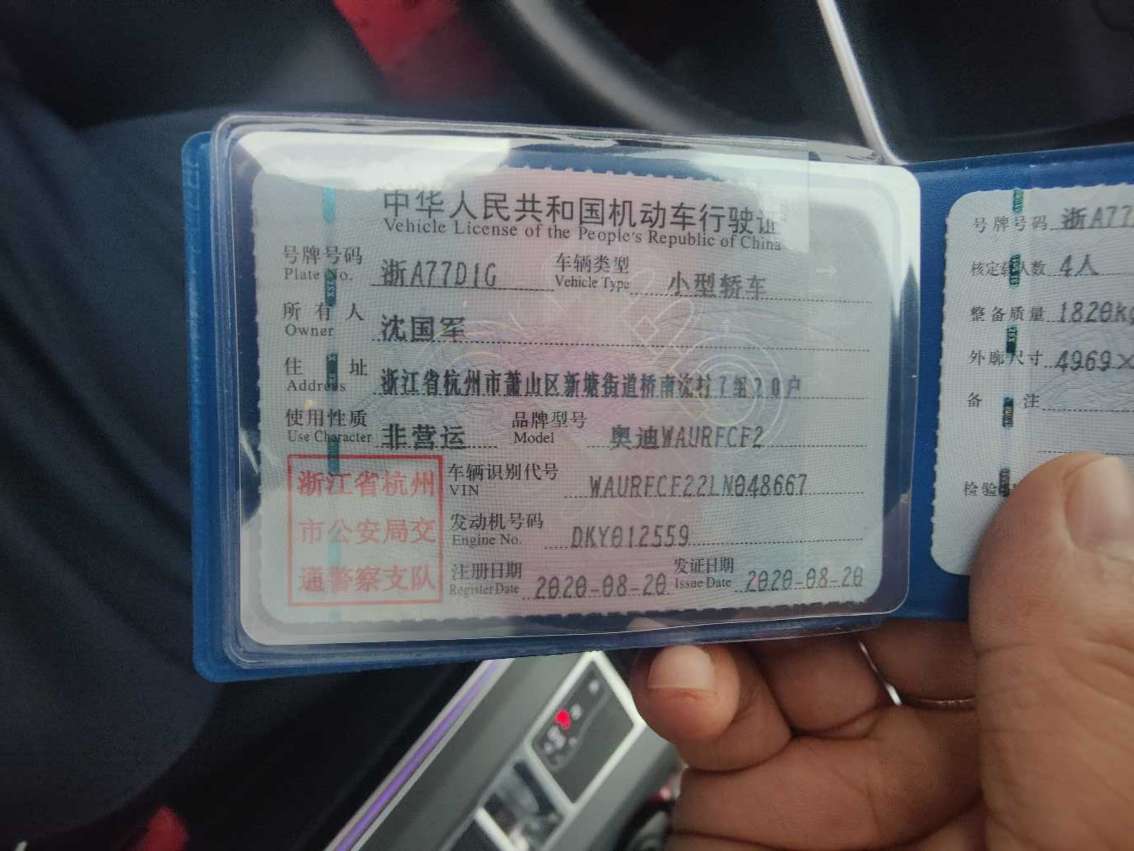 中华人民共和国机动车行驶证
Vehicle License of the People's Republic of China
号牌号码 浙A77D1G 车辆类型 小型轿车
Plate No. Vehicle Type
所有人 沈国军
Owner
住址 浙江省杭州市萧山区新塘街道桥南沈村7组20户
Address
使用性质 非营运 品牌型号 奥迪WAURFCF2
Use Character Model
浙江省杭州
市公安局交
通警察支队
车辆识别代号 WAURFCF22LN048667
VIN
发动机号码 DKY012559
Engine No.
注册日期 2020-08-20 发证日期 2020-08-20
Register Date Issue Date
号牌号码 浙A77
核定载人数 4人
整备质量 1820kg
外廓尺寸 4969×
备注
检验